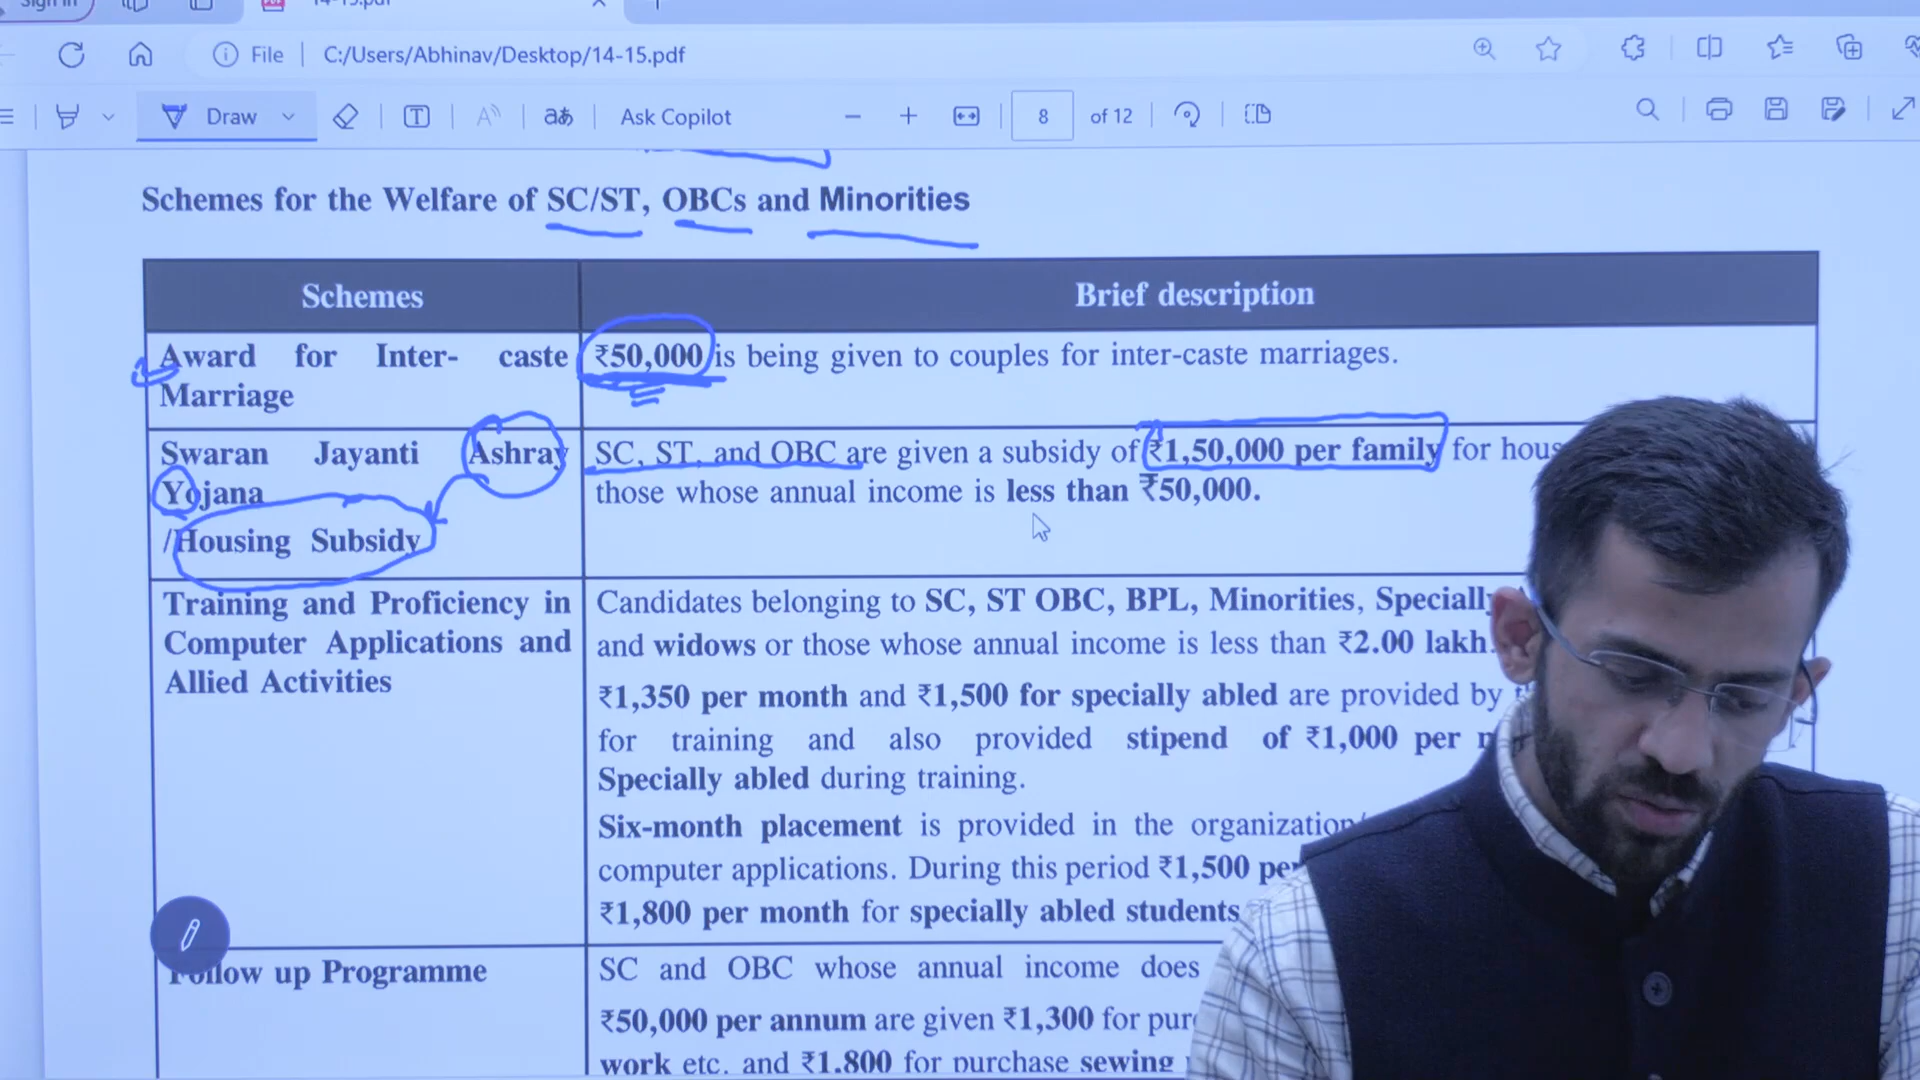 Sign in
14-15.pdf
File C:/Users/Abhinav/Desktop/14-15.pdf
Draw
Ask Copilot
8 of 12
Schemes for the Welfare of SC/ST, OBCs and Minorities
Schemes Brief description
Award for Inter- caste Marriage
₹50,000 is being given to couples for inter-caste marriages.
Swaran Jayanti Ashray
Yojana
/Housing Subsidy
SC, ST, and OBC are given a subsidy of ₹1,50,000 per family for
those whose annual income is less than ₹50,000.
Training and Proficiency in
Computer Applications and
Allied Activities
Candidates belonging to SC, ST OBC, BPL, Minorities, Specially
and widows or those whose annual income is less than ₹2.00 lakh.
₹1,350 per month and ₹1,500 for specially abled are provided by
for training and also provided stipend of ₹1,000 per
Specially abled during training.
Six-month placement is provided in the organization
computer applications. During this period ₹1,500 per
₹1,800 per month for specially abled students
Follow up Programme
SC and OBC whose annual income does
₹50,000 per annum are given ₹1,300 for
work etc. and ₹1,800 for purchase sewing